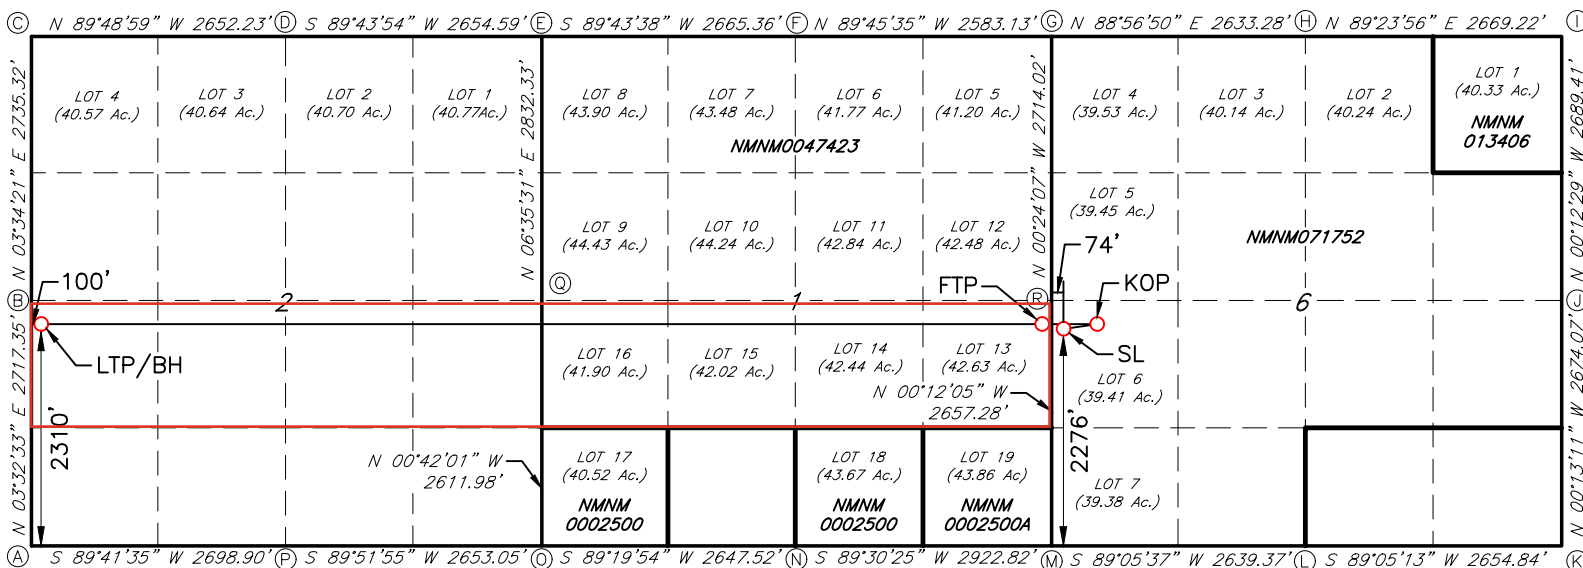 C N 89°48'59" W 2652.23' D S 89°43'54" W 2654.59' E S 89°43'38" W 2665.36' F N 89°45'35" W 2583.13' G N 88°56'50" E 2633.28' H N 89°23'56" E 2669.22' I
N 03°34'21" E 2735.32'
LOT 4
(40.57 Ac.)
LOT 3
(40.64 Ac.)
LOT 2
(40.70 Ac.)
LOT 1
(40.77Ac.)
N 06°35'31" E 2832.33'
LOT 8
(43.90 Ac.)
LOT 7
(43.48 Ac.)
LOT 6
(41.77 Ac.)
LOT 5
(41.20 Ac.)
NMNM0047423
N 00°24'07" W 2714.02'
LOT 4
(39.53 Ac.)
LOT 3
(40.14 Ac.)
LOT 2
(40.24 Ac.)
LOT 1
(40.33 Ac.)
NMNM
013406
N 00°12'29" W 2689.41'
LOT 9
(44.43 Ac.)
LOT 10
(44.24 Ac.)
LOT 11
(42.84 Ac.)
LOT 12
(42.48 Ac.)
LOT 5
(39.45 Ac.)
NMNM071752
74'
100'
Q
FTP
KOP
B
2
1
R
6
J
N 03°32'33" E 2717.35'
LTP/BH
2310'
LOT 16
(41.90 Ac.)
LOT 15
(42.02 Ac.)
LOT 14
(42.44 Ac.)
LOT 13
(42.63 Ac.)
N 00°12'05" W
2657.28'
SL
LOT 6
(39.41 Ac.)
2276'
N 00°13'11" W 2674.07'
N 00°42'01" W
2611.98'
LOT 17
(40.52 Ac.)
NMNM
0002500
LOT 18
(43.67 Ac.)
NMNM
0002500
LOT 19
(43.86 Ac)
NMNM
0002500A
LOT 7
(39.38 Ac.)
A S 89°41'35" W 2698.90' P S 89°51'55" W 2653.05' O S 89°19'54" W 2647.52' N S 89°30'25" W 2922.82' M S 89°05'37" W 2639.37' L S 89°05'13" W 2654.84' K